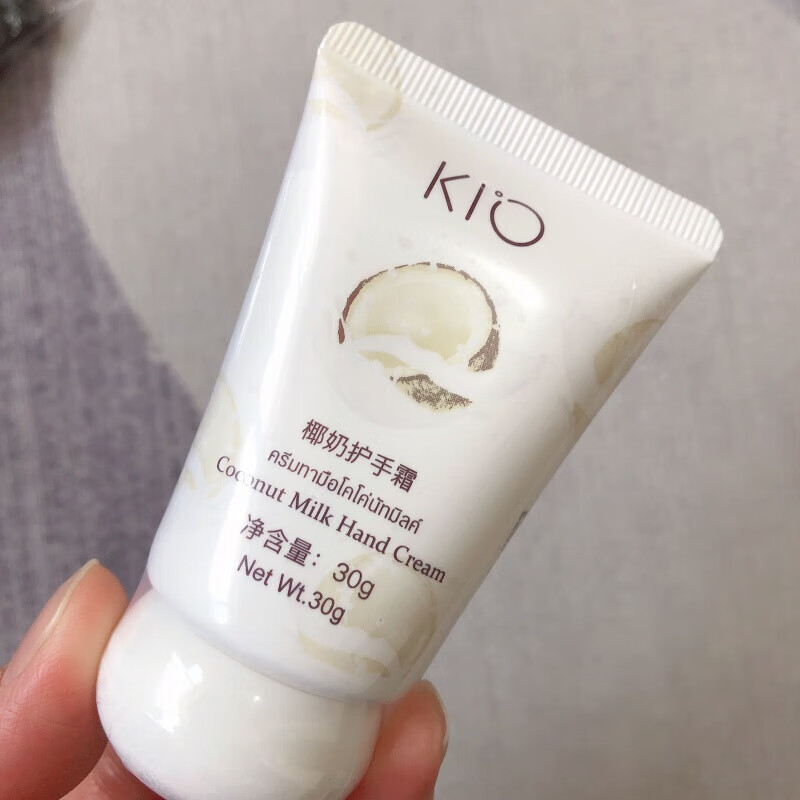 KIO
椰奶护手霜
ครีมทามือโคโค่นัทมิลค์
Coconut Milk Hand Cream
净含量：30g
Net Wt.30g